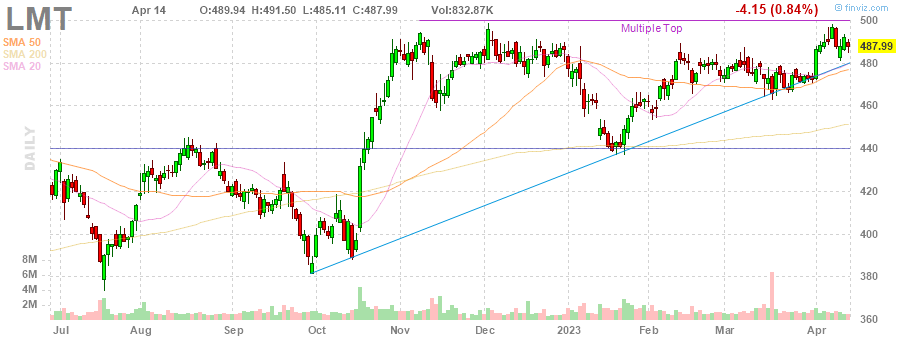 LMT
Apr 14 O:489.94 H:491.50 L:485.11 C:487.99 Vol:832.87K -4.15 (0.84%) @ finviz.com
SMA 50
SMA 200
SMA 20
DAILY
Multiple Top
500
487.99
480
460
440
420
400
380
360
8M
6M
4M
2M
Jul Aug Sep Oct Nov Dec 2023 Feb Mar Apr